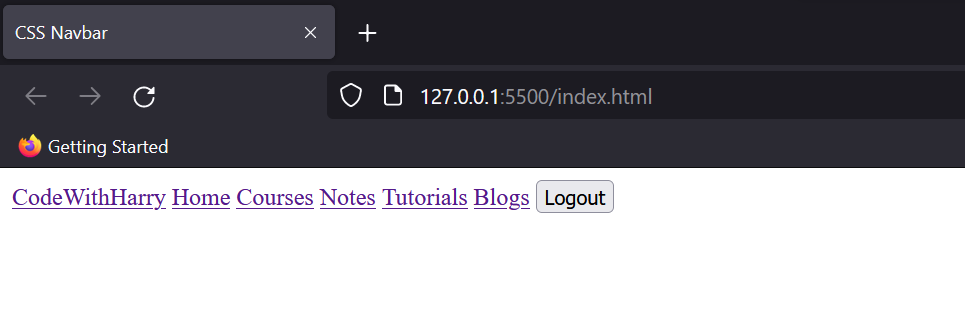 CSS Navbar
127.0.0.1:5500/index.html
Getting Started
CodeWithHarry Home Courses Notes Tutorials Blogs Logout